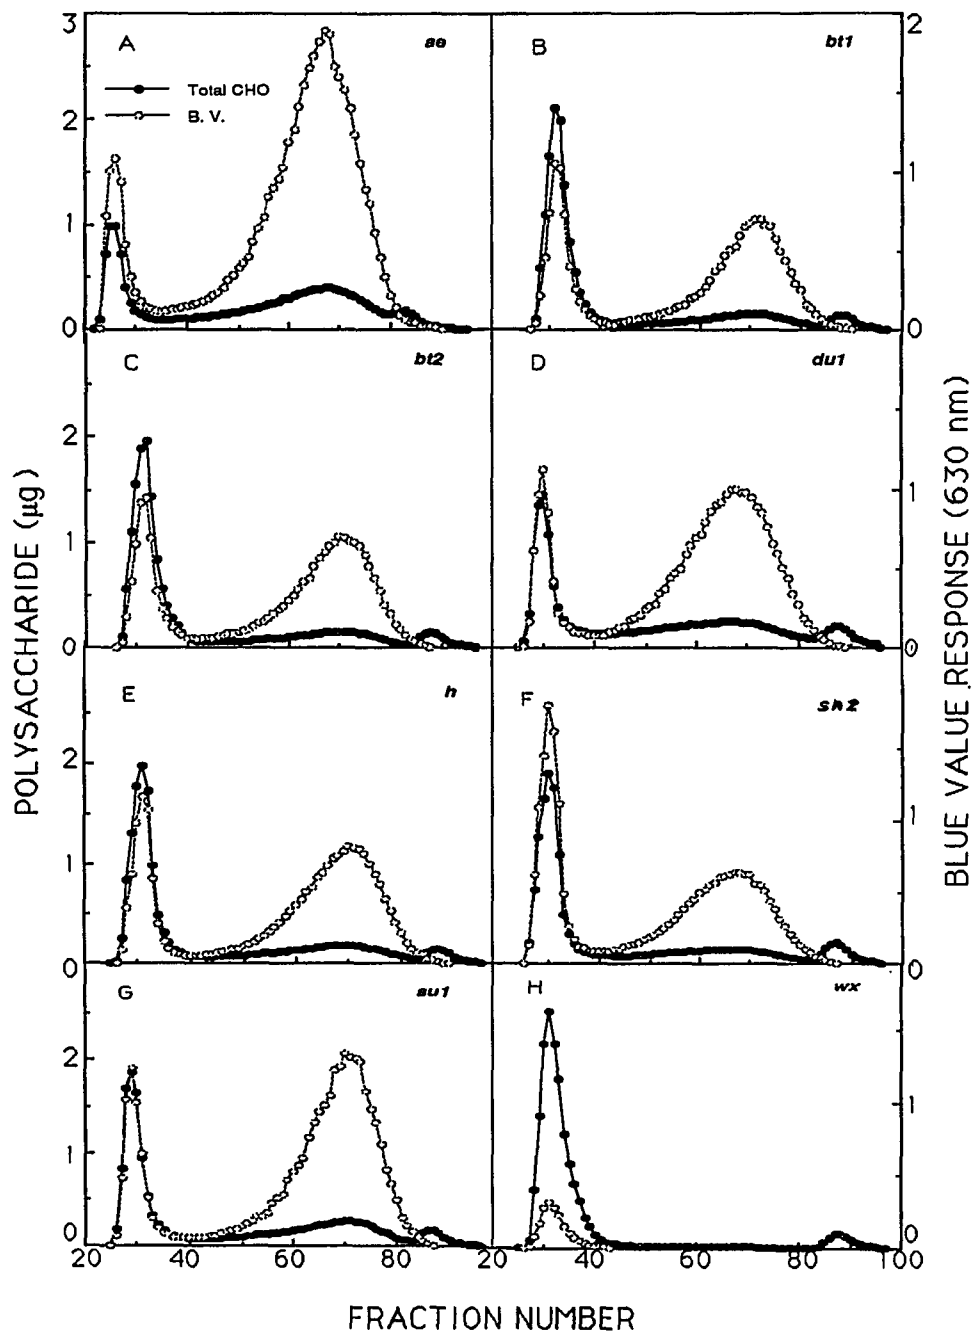 3
A
ae
B
bt1
2
Total CHO
B. V.
2
1
1
0
0
C
bt2
D
du1
2
1
1
0
0
E
h
F
sh2
2
1
1
0
0
G
su1
H
wx
2
1
1
0
0
20
40
60
80
20
40
60
80
100
POLYSACCHARIDE (μg)
BLUE VALUE RESPONSE (630 nm)
FRACTION NUMBER